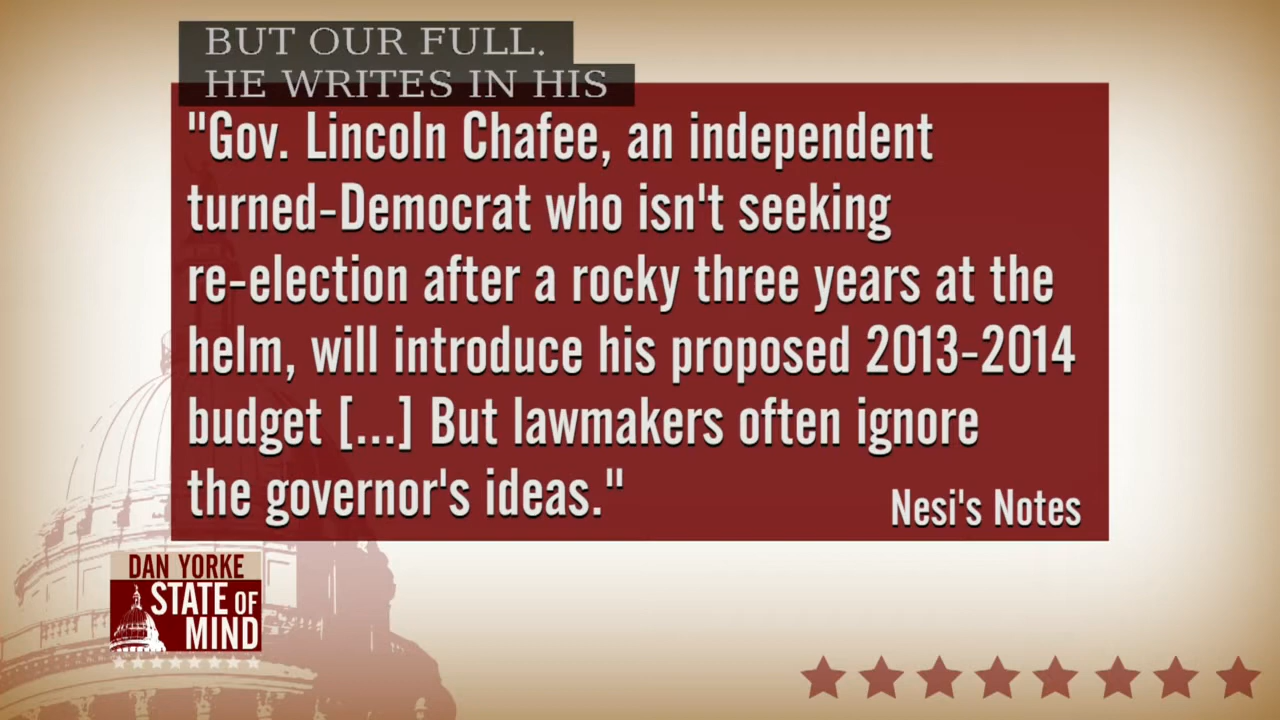 BUT OUR FULL.
HE WRITES IN HIS
"Gov. Lincoln Chafee, an independent
turned-Democrat who isn't seeking
re-election after a rocky three years at the
helm, will introduce his proposed 2013-2014
budget [...] But lawmakers often ignore
the governor's ideas."
Nesi's Notes
DAN YORKE
STATE OF
MIND